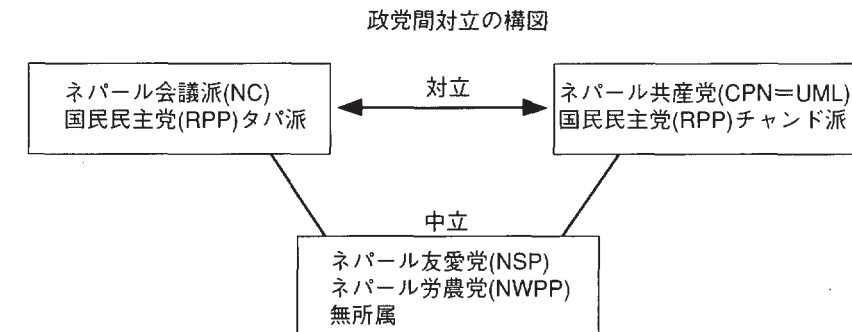 政党間対立の構図
ネパール会議派(NC)
国民民主党(RPP)タパ派
対立
ネパール共産党(CPN＝UML)
国民民主党(RPP)チャンド派
中立
ネパール友愛党(NSP)
ネパール労農党(NWPP)
無所属